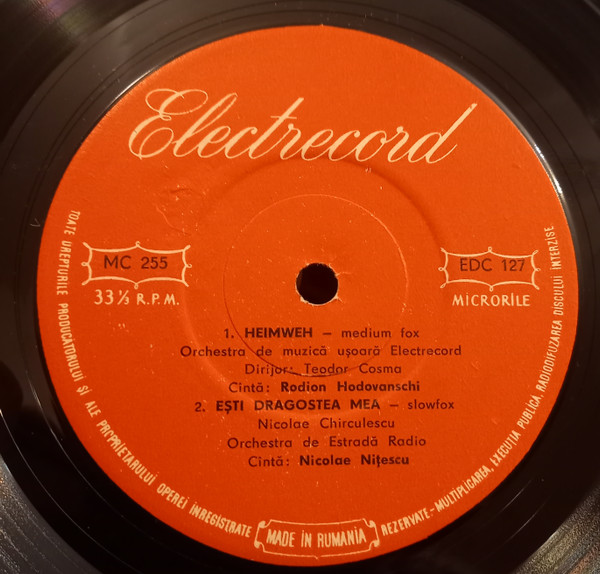 Electrecord
MC 255
33⅓ R.P.M.
EDC 127
MICRORILE
1. HEIMWEH – medium fox
Orchestra de muzică ușoară Electrecord
Dirijor: Teodor Cosma
Cîntă: Rodion Hodovanschi
2. EȘTI DRAGOSTEA MEA – slowfox
Nicolae Chirculescu
Orchestra de Estradă Radio
Cîntă: Nicolae Nițescu
TOATE DREPTURILE PRODUCĂTORULUI ȘI ALE PROPRIETARULUI OPEREI ÎNREGISTRATE
MADE ÎN RUMANIA
REZERVATE – MULTIPLICAREA, EXECUȚIA PUBLICĂ, RADIODIFUZAREA DISCULUI INTERZISE